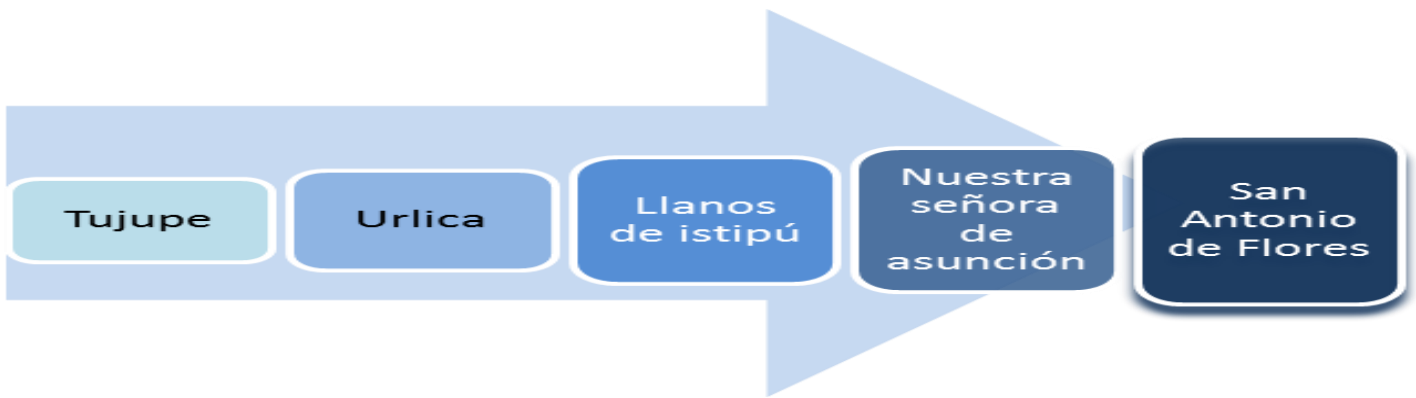 Tujupe
Urlica
Llanos
de istipú
Nuestra
señora
de
asunción
San
Antonio
de Flores